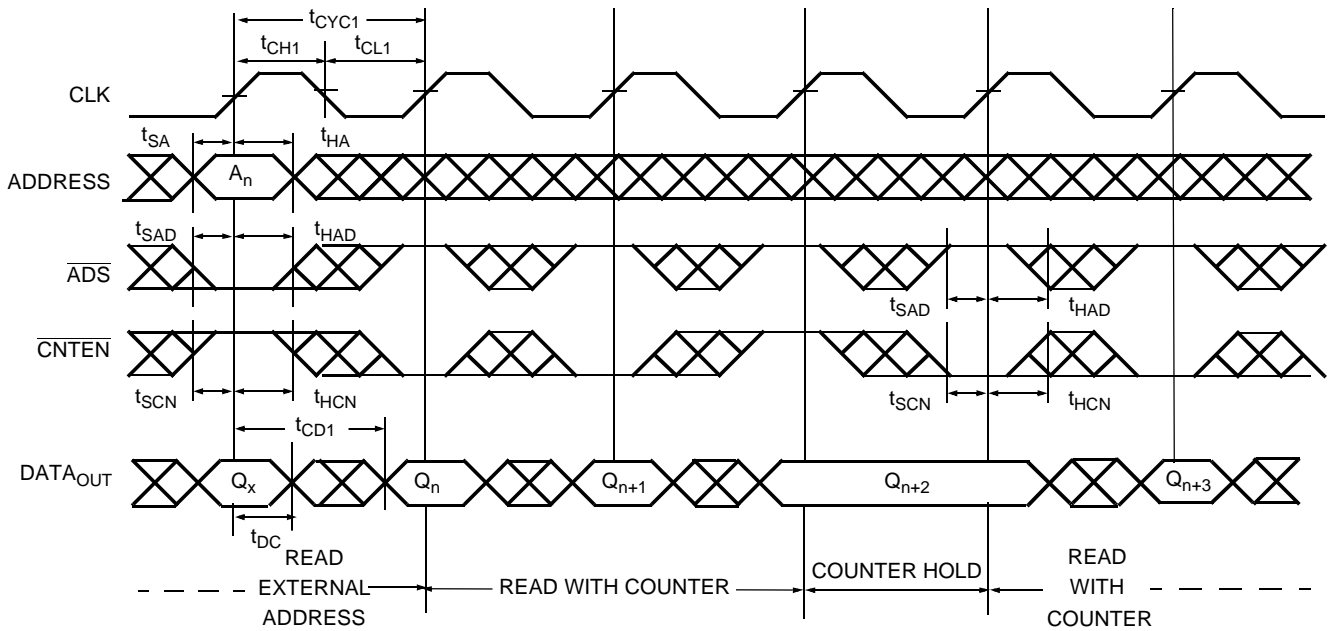 tCYC1
tCH1 tCL1
CLK
tSA tHA
ADDRESS An
tSAD tHAD
ADS
tSAD tHAD
CNTEN
tSCN tHCN tSCN tHCN
tCD1
DATAOUT Qx Qn Qn+1 Qn+2 Qn+3
tDC
READ EXTERNAL ADDRESS
READ WITH COUNTER
COUNTER HOLD
READ WITH COUNTER